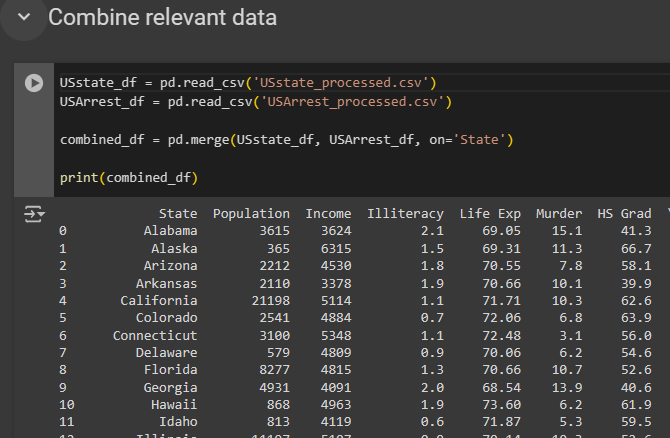 Combine relevant data
USstate_df = pd.read_csv('USstate_processed.csv')
USArrest_df = pd.read_csv('USArrest_processed.csv')
combined_df = pd.merge(USstate_df, USArrest_df, on='State')
print(combined_df)
State Population Income Illiteracy Life Exp Murder HS Grad
0 Alabama 3615 3624 2.1 69.05 15.1 41.3
1 Alaska 365 6315 1.5 69.31 11.3 66.7
2 Arizona 2212 4530 1.8 70.55 7.8 58.1
3 Arkansas 2110 3378 1.9 70.66 10.1 39.9
4 California 21198 5114 1.1 71.71 10.3 62.6
5 Colorado 2541 4884 0.7 72.06 6.8 63.9
6 Connecticut 3100 5348 1.1 72.48 3.1 56.0
7 Delaware 579 4809 0.9 70.06 6.2 54.6
8 Florida 8277 4815 1.3 70.66 10.7 52.6
9 Georgia 4931 4091 2.0 68.54 13.9 40.6
10 Hawaii 868 4963 1.9 73.60 6.2 61.9
11 Idaho 813 4119 0.6 71.87 5.3 59.5